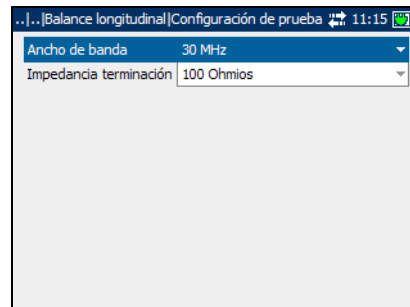 ..|..|Balance longitudinal|Configuración de prueba 11:15
Ancho de banda 30 MHz
Impedancia terminación 100 Ohmios